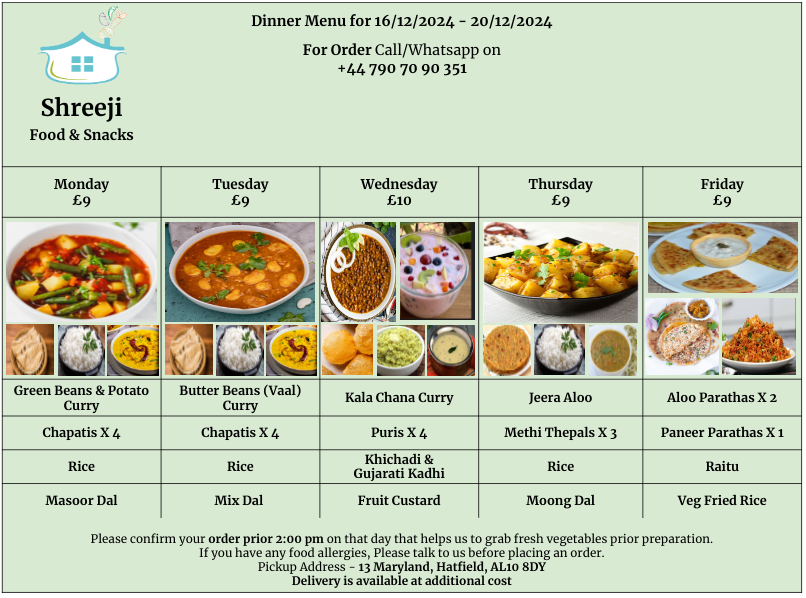 Dinner Menu for 16/12/2024 - 20/12/2024
For Order Call/Whatsapp on
+44 790 70 90 351
Shreeji
Food & Snacks
Monday
£9
Tuesday
£9
Wednesday
£10
Thursday
£9
Friday
£9
Green Beans & Potato
Curry
Butter Beans (Vaal)
Curry
Kala Chana Curry
Jeera Aloo
Aloo Parathas X 2
Chapatis X 4
Chapatis X 4
Puris X 4
Methi Thepals X 3
Paneer Parathas X 1
Rice
Rice
Khichadi &
Gujarati Kadhi
Rice
Raitu
Masoor Dal
Mix Dal
Fruit Custard
Moong Dal
Veg Fried Rice
Please confirm your order prior 2:00 pm on that day that helps us to grab fresh vegetables prior preparation.
If you have any food allergies, Please talk to us before placing an order.
Pickup Address - 13 Maryland, Hatfield, AL10 8DY
Delivery is available at additional cost